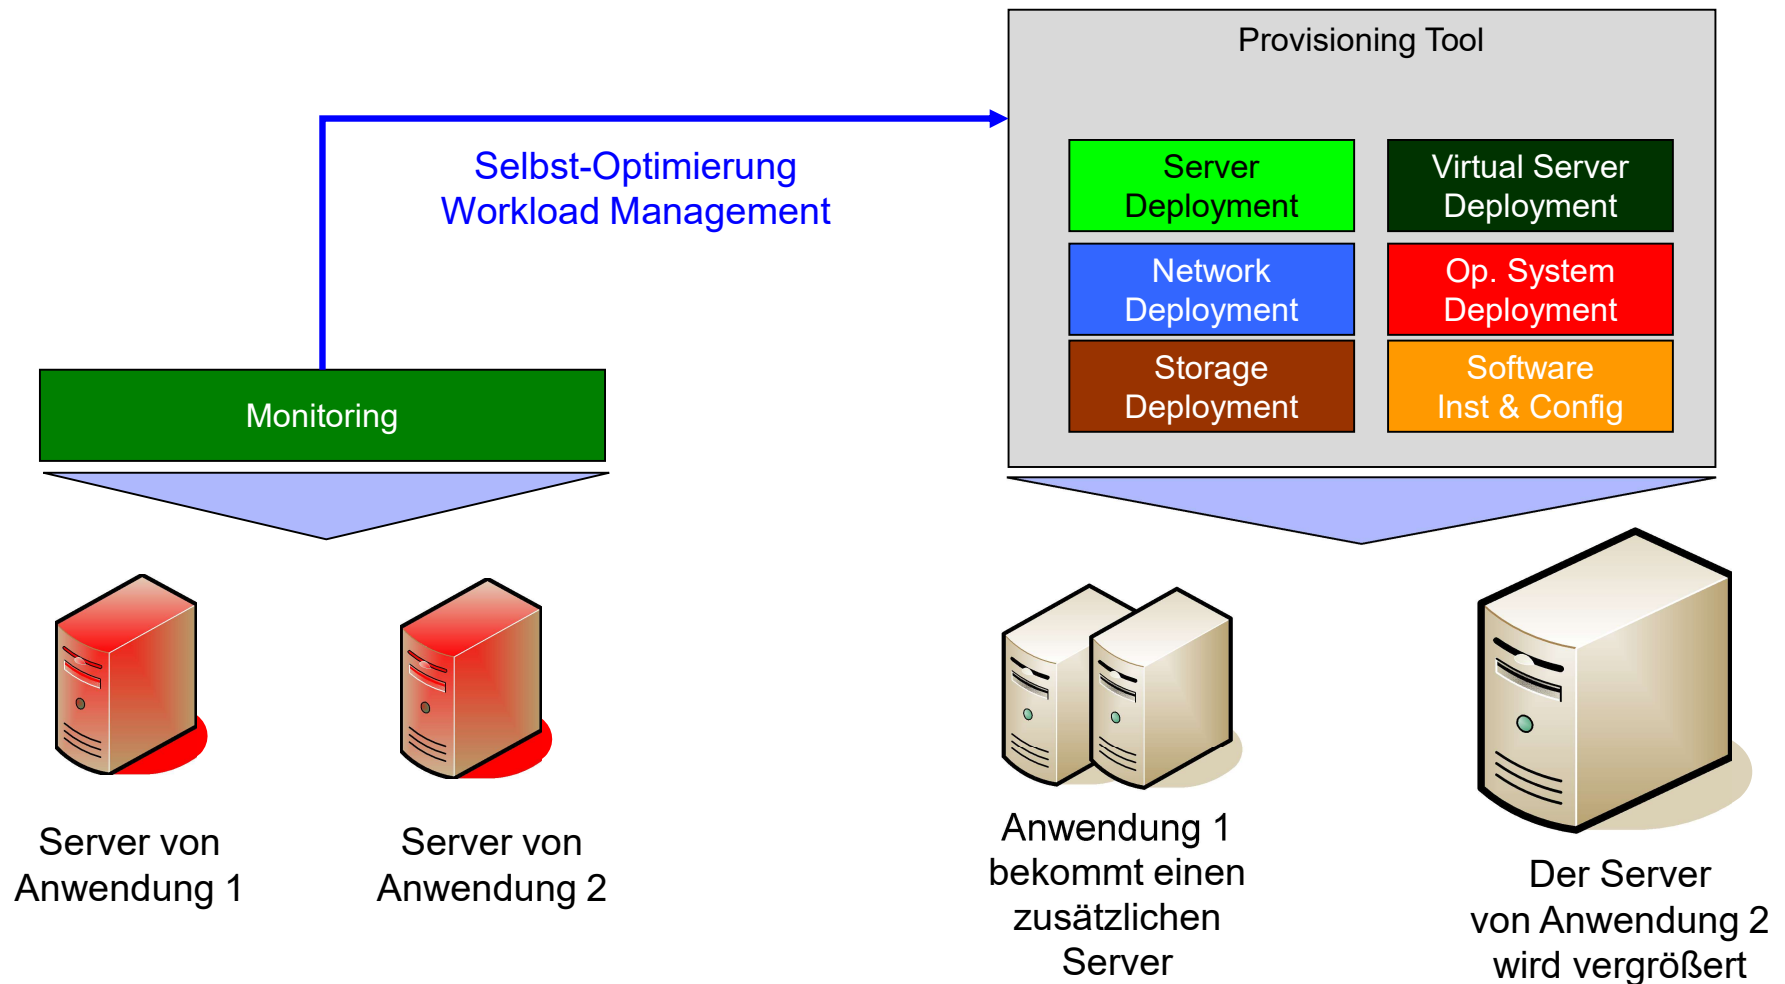 Provisioning Tool
Selbst-Optimierung
Workload Management
Server
Deployment
Virtual Server
Deployment
Network
Deployment
Op. System
Deployment
Storage
Deployment
Software
Inst & Config
Monitoring
Server von
Anwendung 1
Server von
Anwendung 2
Anwendung 1
bekommt einen
zusätzlichen
Server
Der Server
von Anwendung 2
wird vergrößert